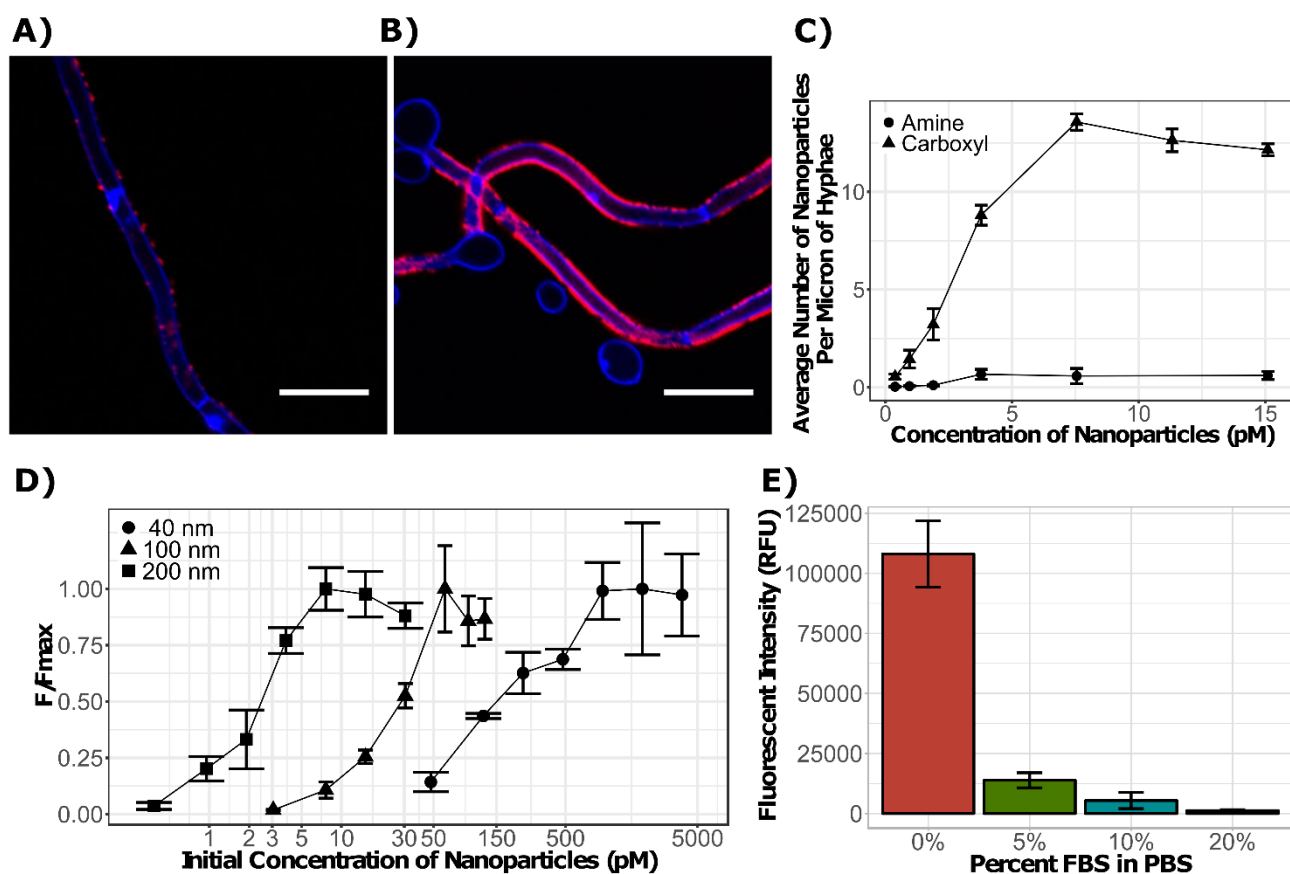 A)
B)
C)
Average Number of Nanoparticles
Per Micron of Hyphae
10
5
0
Amine
Carboxyl
0
5
10
15
Concentration of Nanoparticles (pM)
D)
F/Fmax
1.00
0.75
0.50
0.25
0.00
40 nm
100 nm
200 nm
1
2
3
5
10
30
50
150
500
5000
Initial Concentration of Nanoparticles (pM)
E)
Fluorescent Intensity (RFU)
125000
100000
75000
50000
25000
0
0%
5%
10%
20%
Percent FBS in PBS